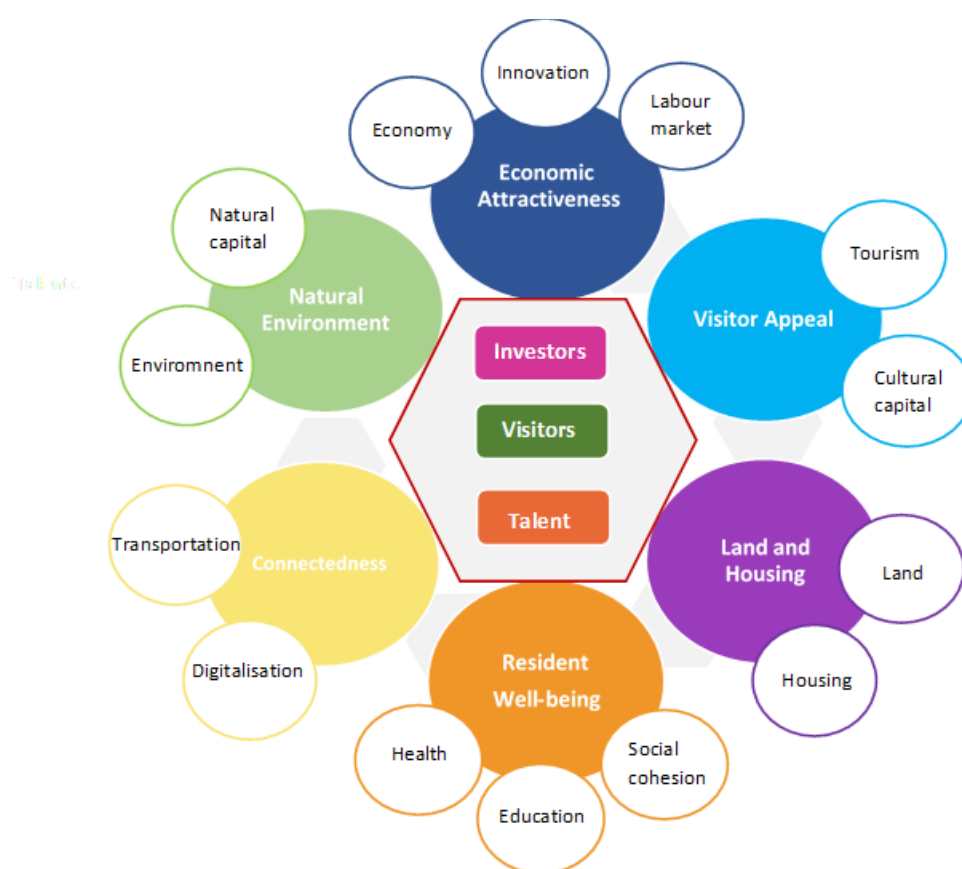 Innovation
Labour
market
Economy
Economic
Attractiveness
Natural
capital
Tourism
Natural
Environment
Visitor Appeal
Talents
Investors
Enviromnent
Cultural
capital
Visitors
Talent
Transportation
Connectedness
Land and
Housing
Land
Digitalisation
Resident
Well-being
Housing
Health
Social
cohesion
Education